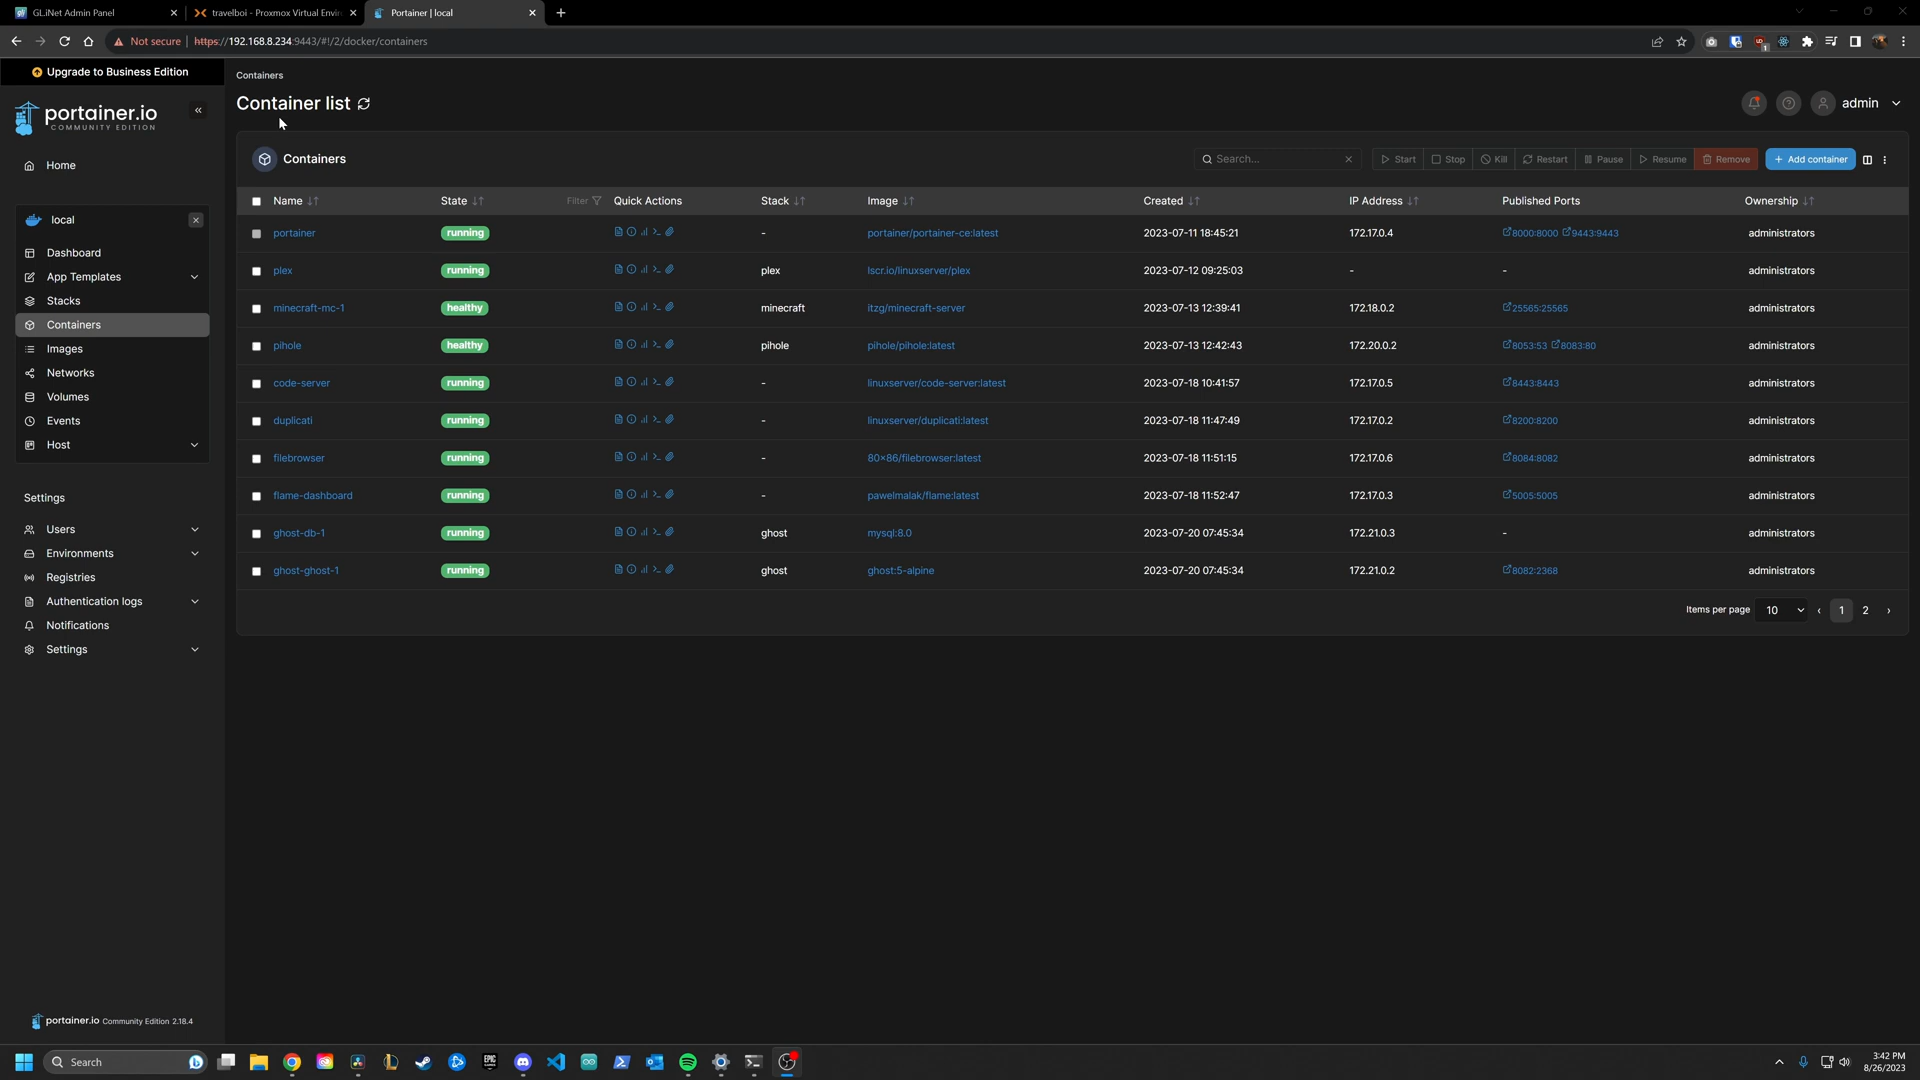 GL.iNet Admin Panel
travelboi - Proxmox Virtual Envir
Portainer | local
Not secure
https://192.168.8.234:9443/#!/2/docker/containers
Upgrade to Business Edition
portainer.io
COMMUNITY EDITION
Home
local
Dashboard
App Templates
Stacks
Containers
Images
Networks
Volumes
Events
Host
Settings
Users
Environments
Registries
Authentication logs
Notifications
Settings
portainer.io Community Edition 2.18.4
Containers
Container list
admin
Containers
Search...
Start Stop Kill Restart Pause Resume Remove
+ Add container
Name State Filter Quick Actions Stack Image Created IP Address Published Ports Ownership
portainer running - portainer/portainer-ce:latest 2023-07-11 18:45:21 172.17.0.4 8000:8000 9443:9443 administrators
plex running plex lscr.io/linuxserver/plex 2023-07-12 09:25:03 - - administrators
minecraft-mc-1 healthy minecraft itzg/minecraft-server 2023-07-13 12:39:41 172.18.0.2 25565:25565 administrators
pihole healthy pihole pihole/pihole:latest 2023-07-13 12:42:43 172.20.0.2 8053:53 8083:80 administrators
code-server running - linuxserver/code-server:latest 2023-07-18 10:41:57 172.17.0.5 8443:8443 administrators
duplicati running - linuxserver/duplicati:latest 2023-07-18 11:47:49 172.17.0.2 8200:8200 administrators
filebrowser running - 80x86/filebrowser:latest 2023-07-18 11:51:15 172.17.0.6 8084:8082 administrators
flame-dashboard running - pawelmalak/flame:latest 2023-07-18 11:52:47 172.17.0.3 5005:5005 administrators
ghost-db-1 running ghost mysql:8.0 2023-07-20 07:45:34 172.21.0.3 - administrators
ghost-ghost-1 running ghost ghost:5-alpine 2023-07-20 07:45:34 172.21.0.2 8082:2368 administrators
Items per page 10 1 2
Search
EPIC
3:42 PM
8/26/2023